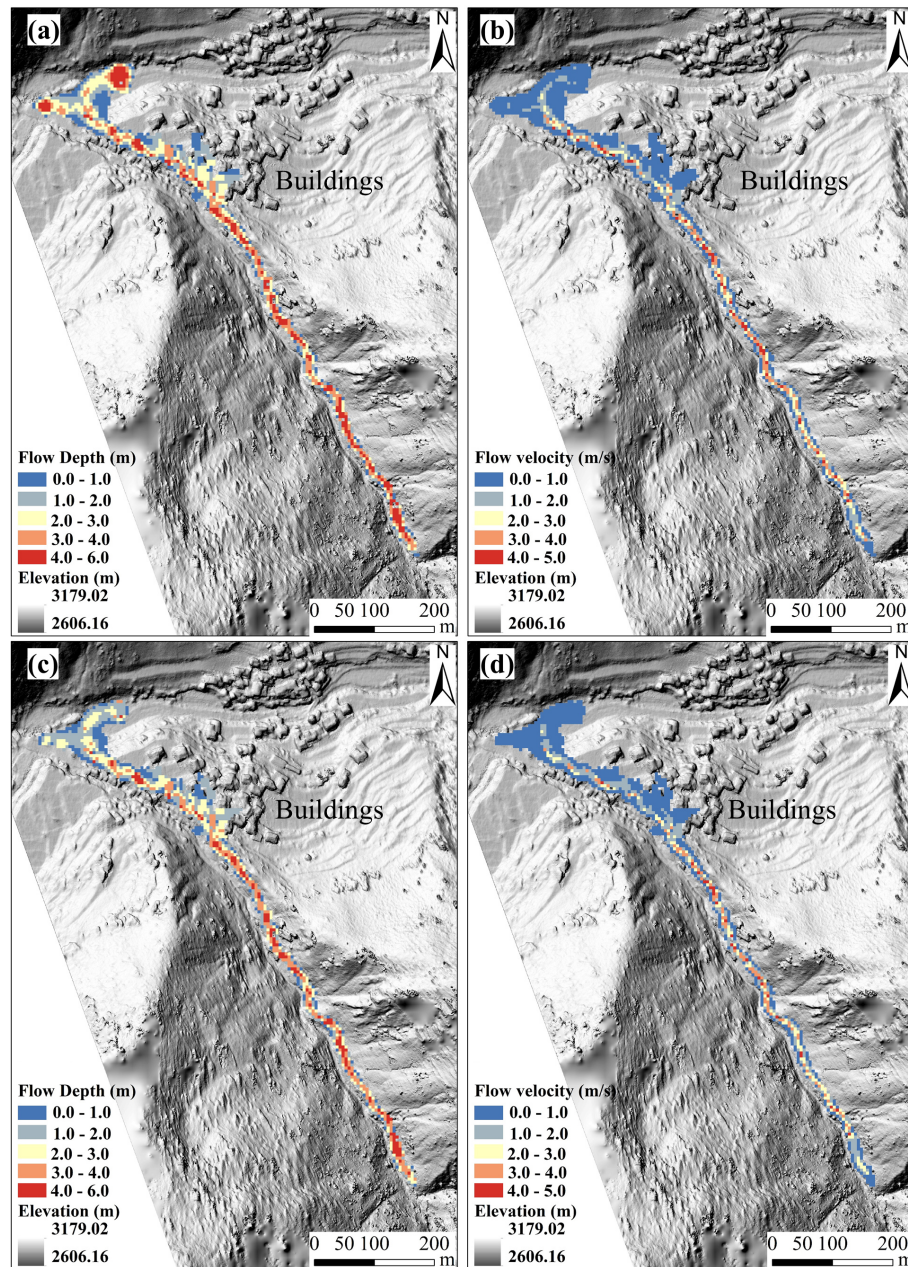 (a)
N
Buildings
Flow Depth (m)
0.0 - 1.0
1.0 - 2.0
2.0 - 3.0
3.0 - 4.0
4.0 - 6.0
Elevation (m)
3179.02
2606.16
0 50 100 200
m
(b)
N
Buildings
Flow velocity (m/s)
0.0 - 1.0
1.0 - 2.0
2.0 - 3.0
3.0 - 4.0
4.0 - 5.0
Elevation (m)
3179.02
2606.16
0 50 100 200
m
(c)
N
Buildings
Flow Depth (m)
0.0 - 1.0
1.0 - 2.0
2.0 - 3.0
3.0 - 4.0
4.0 - 6.0
Elevation (m)
3179.02
2606.16
0 50 100 200
m
(d)
N
Buildings
Flow velocity (m/s)
0.0 - 1.0
1.0 - 2.0
2.0 - 3.0
3.0 - 4.0
4.0 - 5.0
Elevation (m)
3179.02
2606.16
0 50 100 200
m